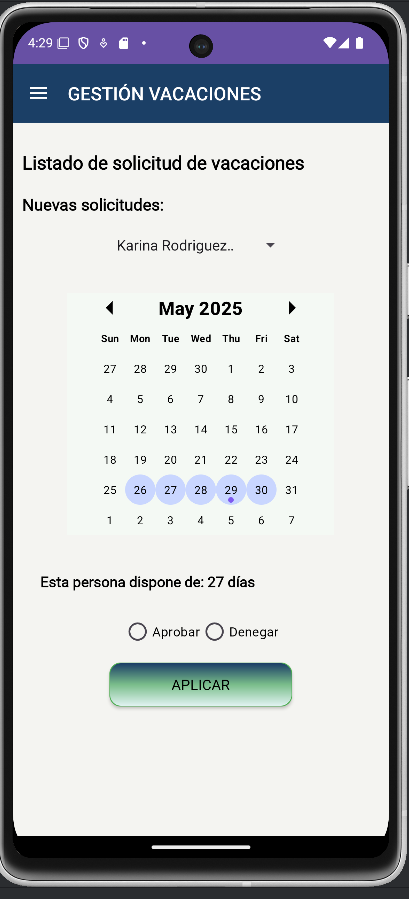 4:29
GESTIÓN VACACIONES
Listado de solicitud de vacaciones
Nuevas solicitudes:
Karina Rodriguez..
May 2025
Sun Mon Tue Wed Thu Fri Sat
27 28 29 30 1 2 3
4 5 6 7 8 9 10
11 12 13 14 15 16 17
18 19 20 21 22 23 24
25 26 27 28 29 30 31
1 2 3 4 5 6 7
Esta persona dispone de: 27 días
Aprobar Denegar
APLICAR